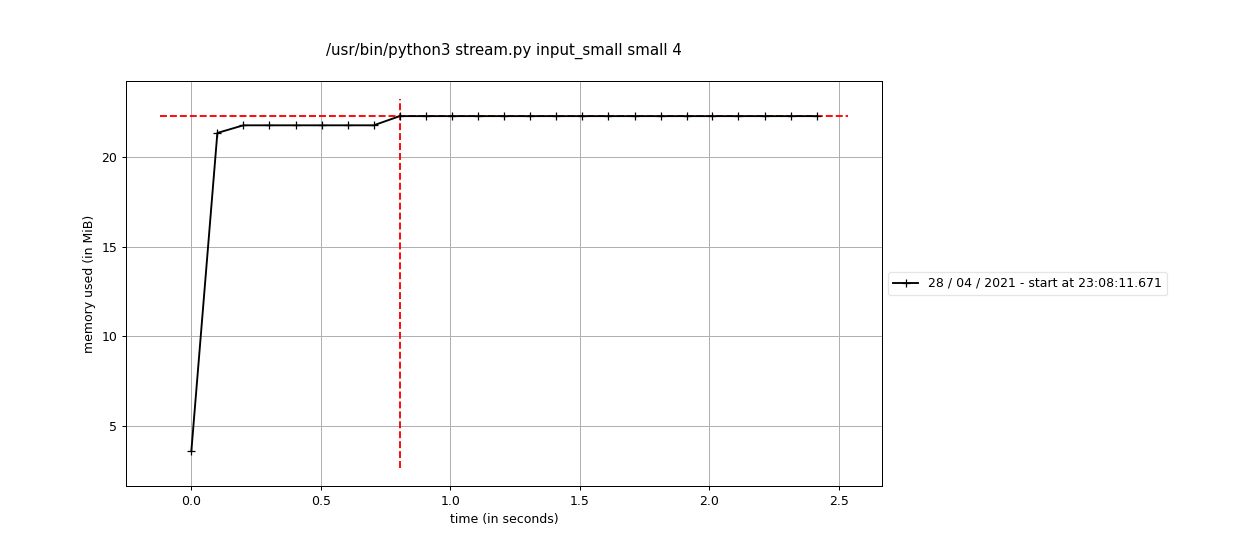 /usr/bin/python3 stream.py input_small small 4
memory used (in MiB)
20
15
10
5
0.0 0.5 1.0 1.5 2.0 2.5
time (in seconds)
28 / 04 / 2021 - start at 23:08:11.671